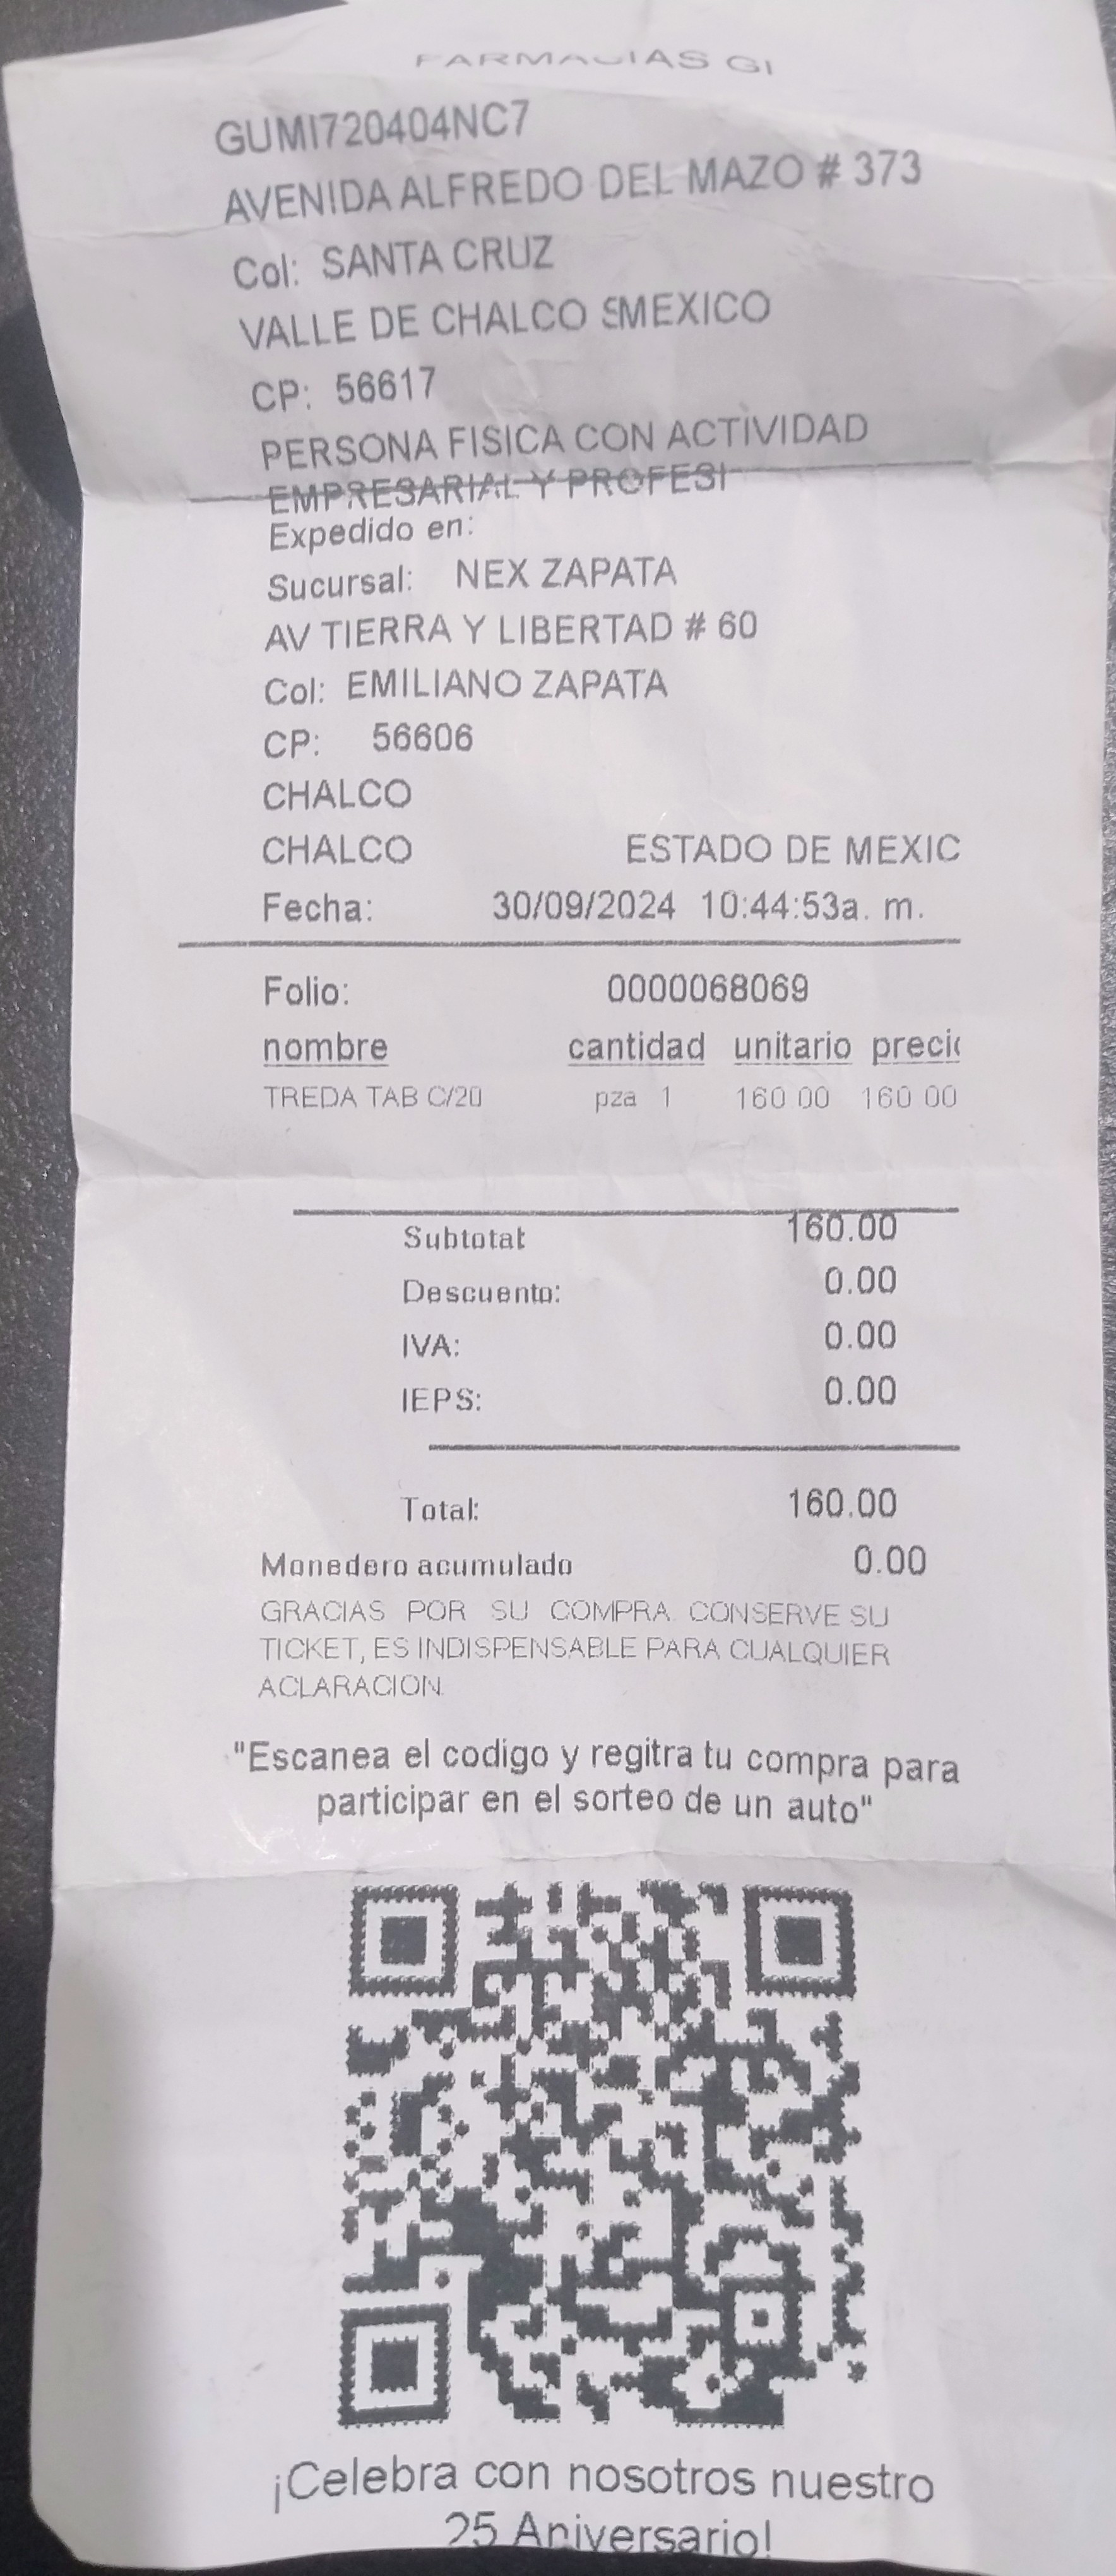 FARMACIAS GI
GUMI720404NC7
AVENIDA ALFREDO DEL MAZO # 373
Col: SANTA CRUZ
VALLE DE CHALCO SMEXICO
CP: 56617
PERSONA FISICA CON ACTIVIDAD
EMPRESARIAL Y PROFESI
Expedido en:
Sucursal: NEX ZAPATA
AV TIERRA Y LIBERTAD # 60
Col: EMILIANO ZAPATA
CP: 56606
CHALCO
CHALCO ESTADO DE MEXIC
Fecha: 30/09/2024 10:44:53a. m.
Folio: 0000068069
nombre cantidad unitario precio
TREDA TAB C/20 pza 1 160.00 160.00
Subtotal: 160.00
Descuento: 0.00
IVA: 0.00
IEPS: 0.00
Total: 160.00
Monedero acumulado 0.00
GRACIAS POR SU COMPRA. CONSERVE SU
TICKET, ES INDISPENSABLE PARA CUALQUIER
ACLARACION.
"Escanea el codigo y regitra tu compra para
participar en el sorteo de un auto"
¡Celebra con nosotros nuestro
25 Aniversario!